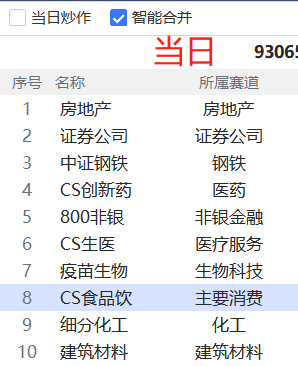 当日炒作 智能合并
当日 93065
序号 名称 所属赛道
1 房地产 房地产
2 证券公司 证券公司
3 中证钢铁 钢铁
4 CS创新药 医药
5 800非银 非银金融
6 CS生医 医疗服务
7 疫苗生物 生物科技
8 CS食品饮 主要消费
9 细分化工 化工
10 建筑材料 建筑材料